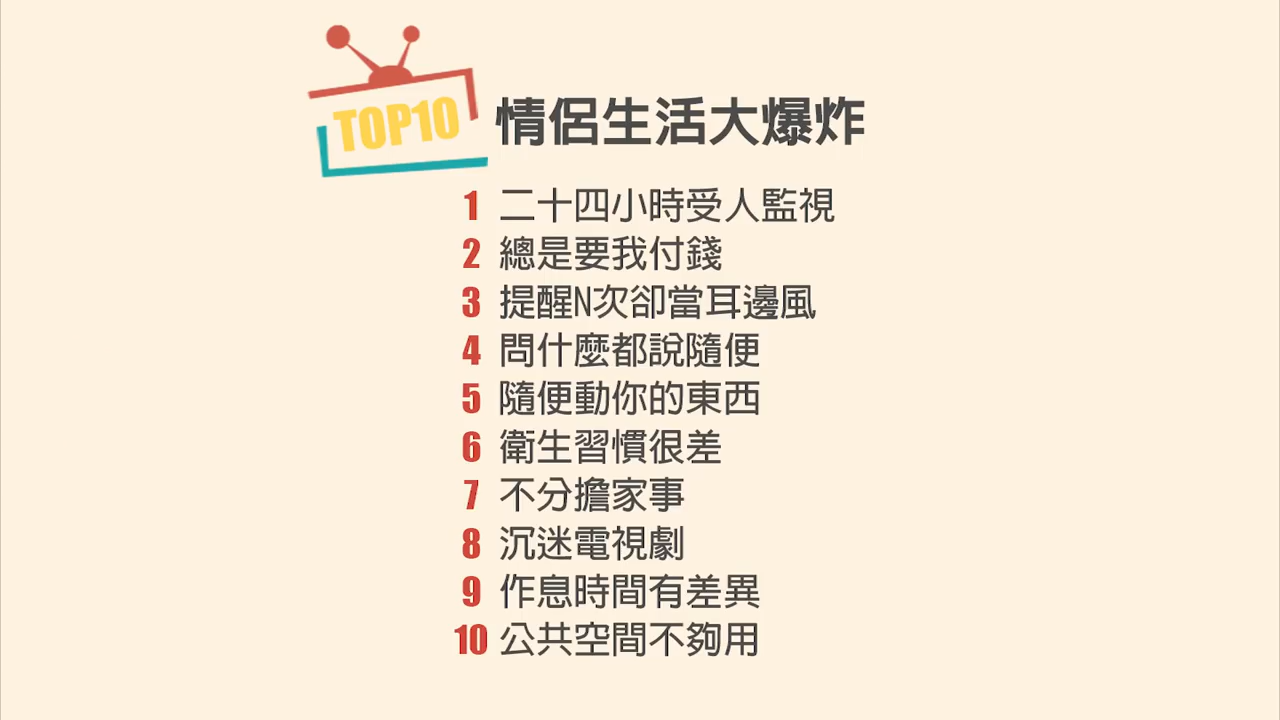 TOP10
情侶生活大爆炸
1 二十四小時受人監視
2 總是要我付錢
3 提醒N次卻當耳邊風
4 問什麼都說隨便
5 隨便動你的東西
6 衛生習慣很差
7 不分擔家事
8 沉迷電視劇
9 作息時間有差異
10 公共空間不夠用